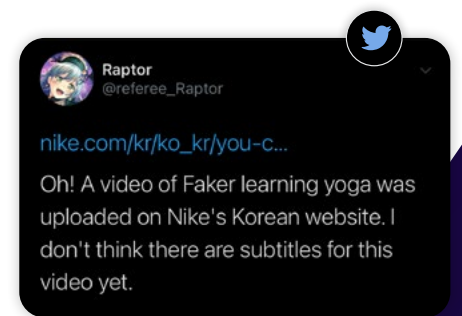 Raptor
@referee_Raptor
nike.com/kr/ko_kr/you-c...
Oh! A video of Faker learning yoga was
uploaded on Nike's Korean website. I
don't think there are subtitles for this
video yet.